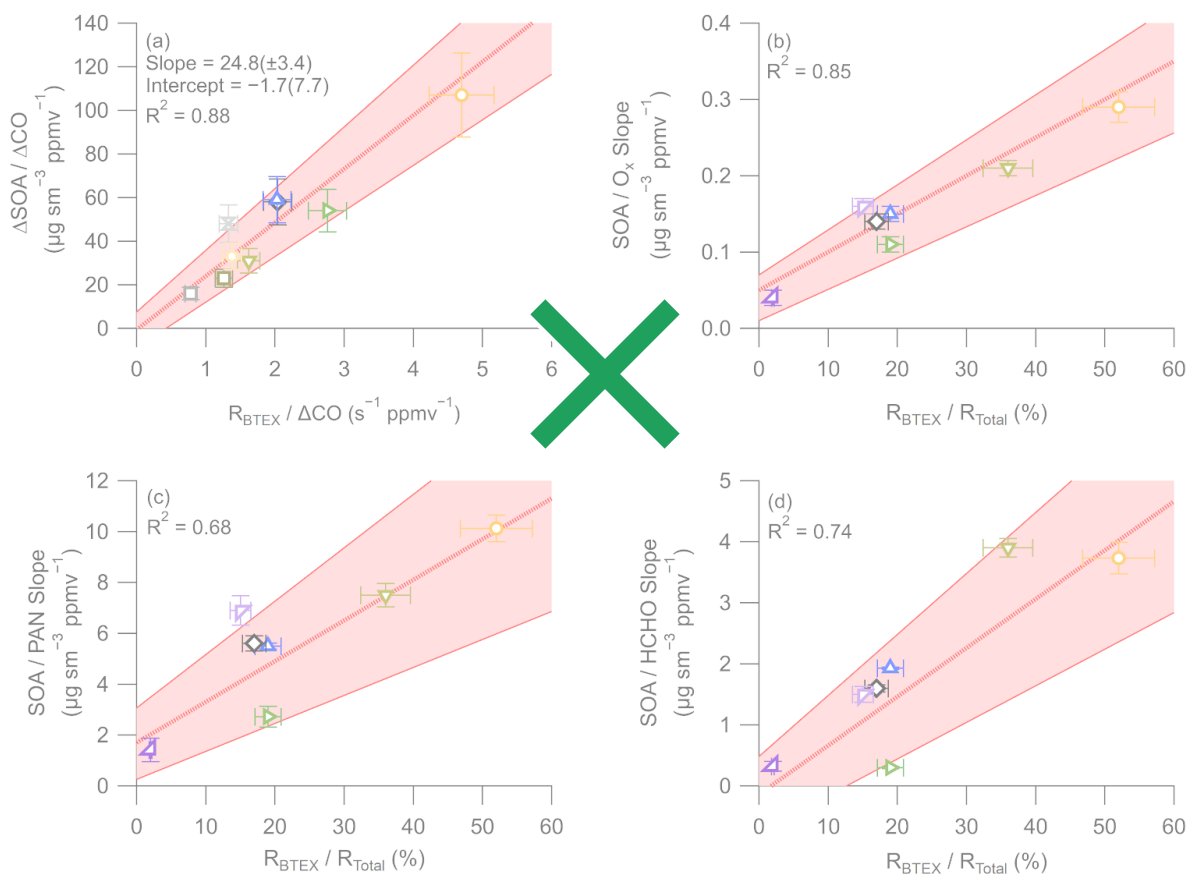 (a)
Slope = 24.8(±3.4)
Intercept = −1.7(7.7)
R² = 0.88
ΔSOA / ΔCO
(µg sm⁻³ ppmv⁻¹)
140
120
100
80
60
40
20
0
0 1 2 3 4 5 6
R_BTEX / ΔCO (s⁻¹ ppmv⁻¹)
(b)
R² = 0.85
SOA / Oₓ Slope
(µg sm⁻³ ppmv⁻¹)
0.4
0.3
0.2
0.1
0.0
0 10 20 30 40 50 60
R_BTEX / R_Total (%)
(c)
R² = 0.68
SOA / PAN Slope
(µg sm⁻³ ppmv⁻¹)
12
10
8
6
4
2
0
0 10 20 30 40 50 60
R_BTEX / R_Total (%)
(d)
R² = 0.74
SOA / HCHO Slope
(µg sm⁻³ ppmv⁻¹)
5
4
3
2
1
0
0 10 20 30 40 50 60
R_BTEX / R_Total (%)